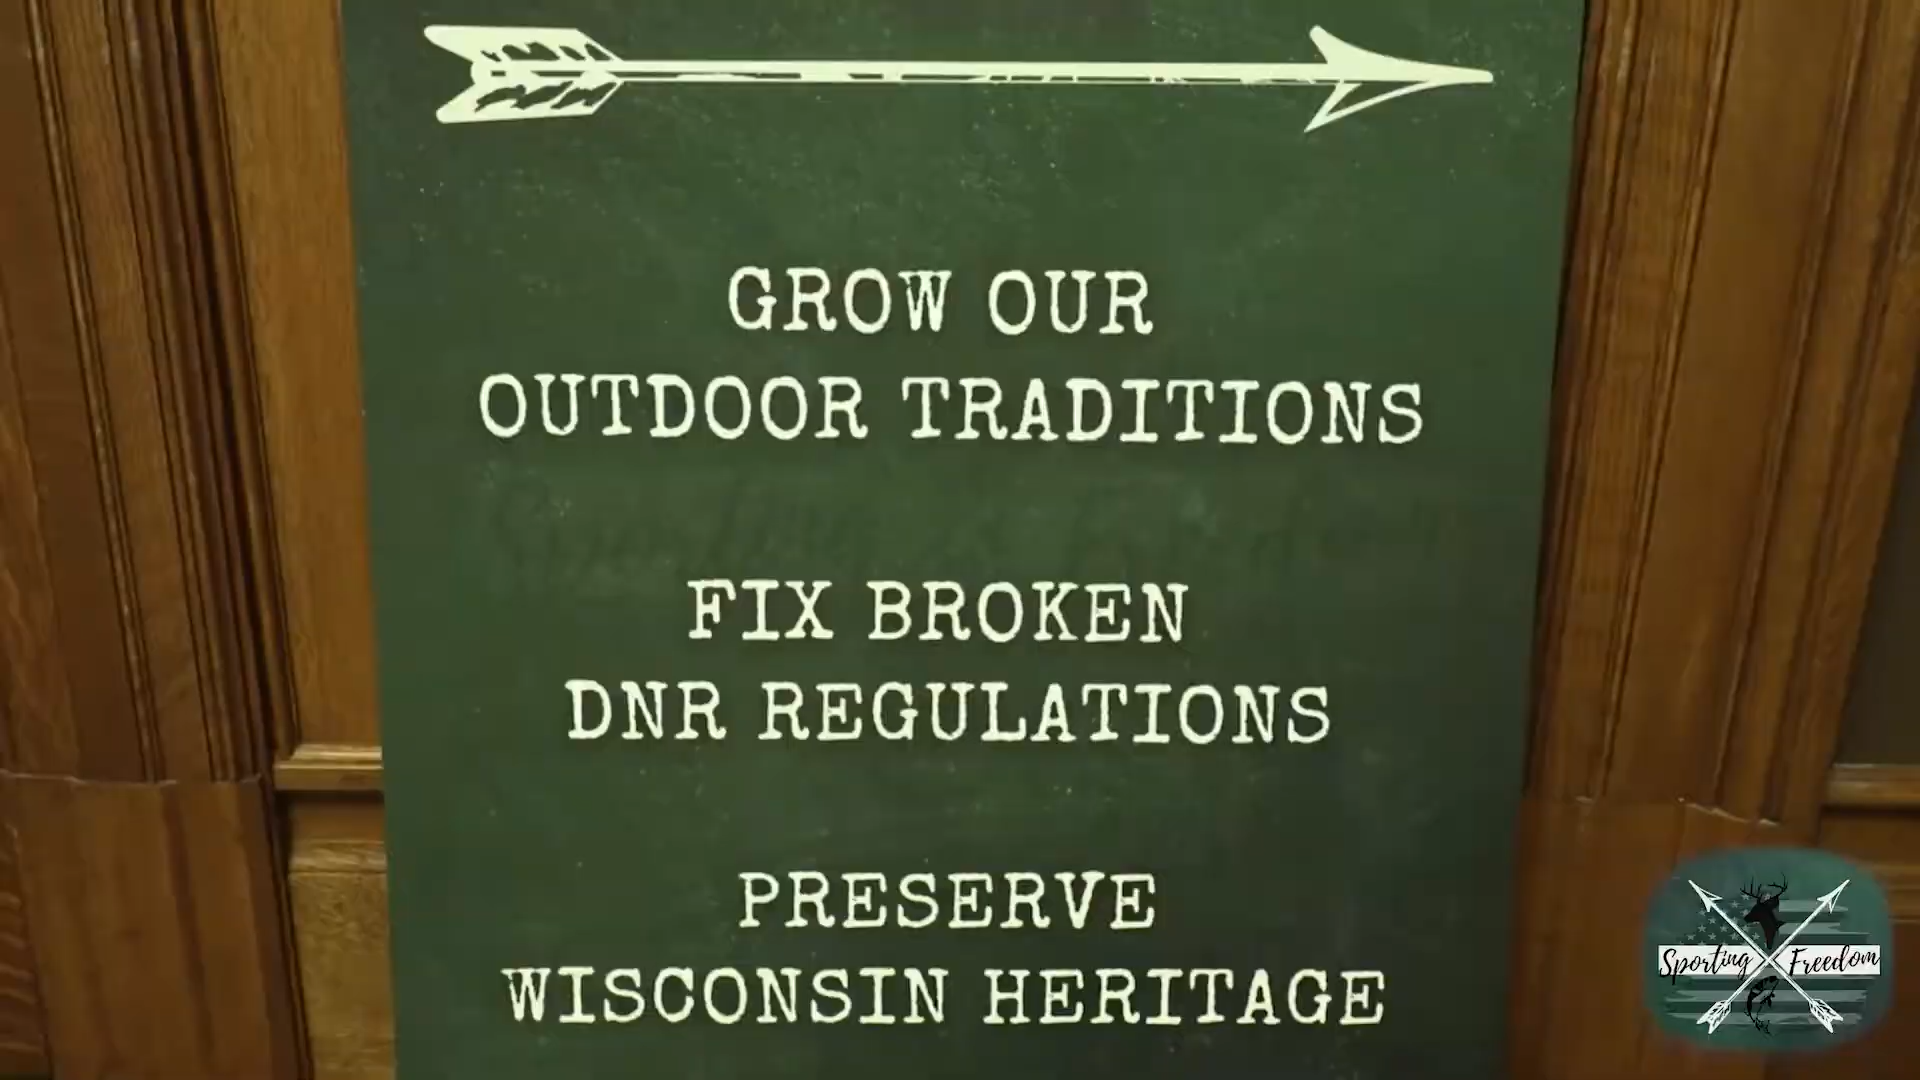 GROW OUR
OUTDOOR TRADITIONS
FIX BROKEN
DNR REGULATIONS
PRESERVE
WISCONSIN HERITAGE
Sporting Freedom